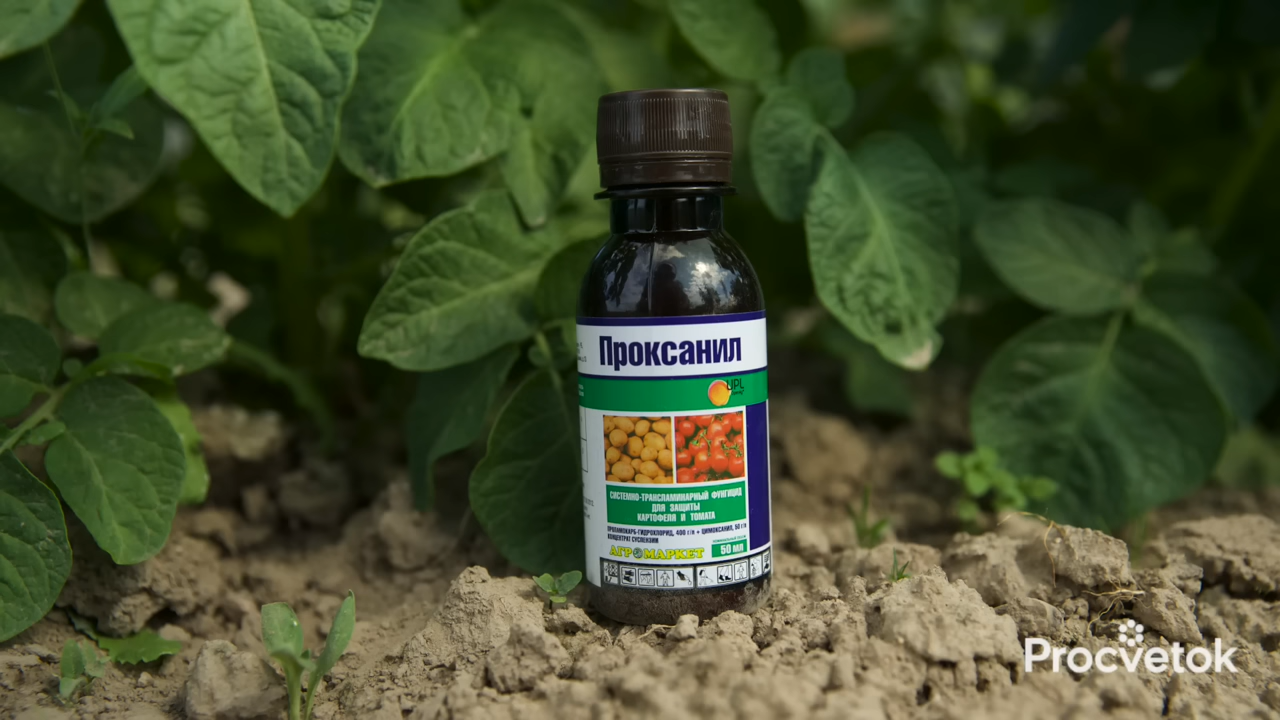 Проксанил
UPL
СИСТЕМНО-ТРАНСЛАМИНАРНЫЙ ФУНГИЦИД
ДЛЯ ЗАЩИТЫ
КАРТОФЕЛЯ И ТОМАТА
ПРОПАМОКАРБ-ГИДРОХЛОРИД, 400 г/л + ЦИМОКСАНИЛ, 50 г/л
КОНЦЕНТРАТ СУСПЕНЗИИ
АГРОМАРКЕТ
50 МЛ
Procvetok